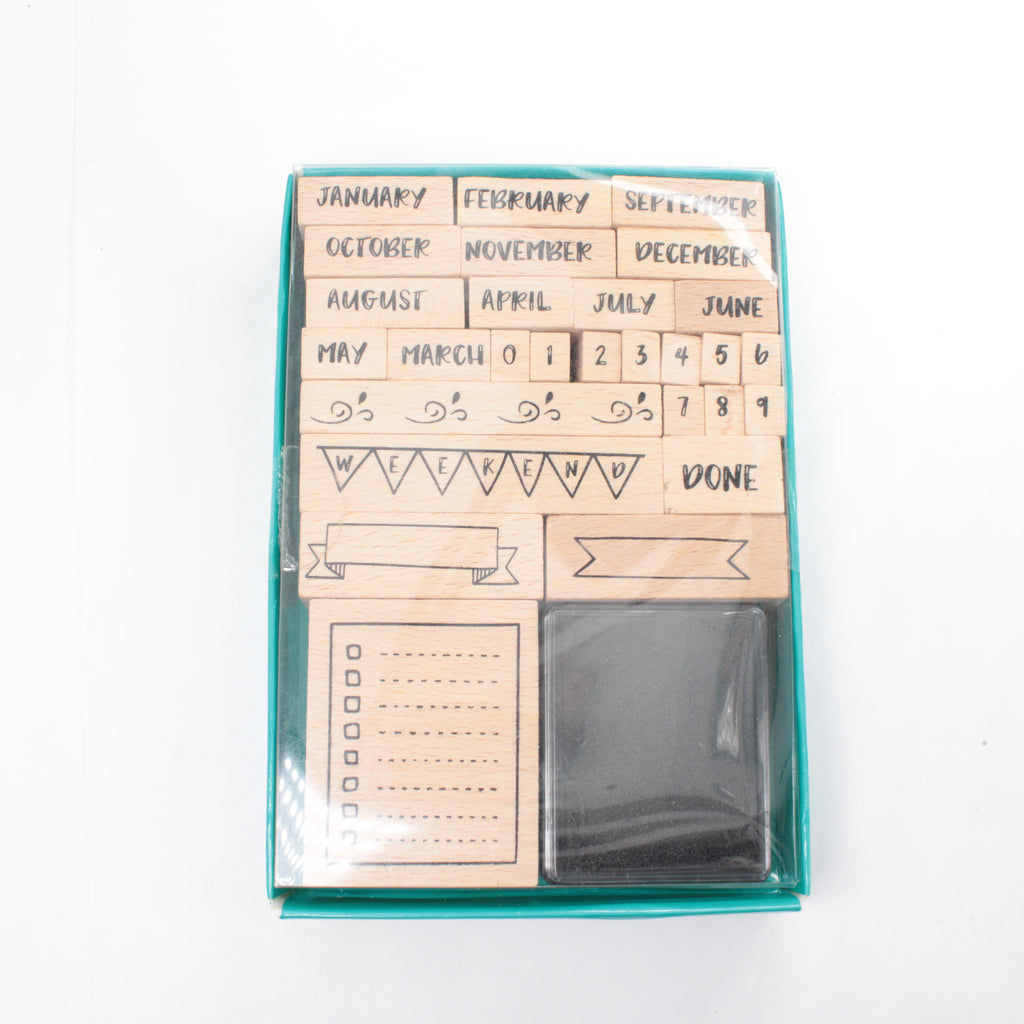 JANUARY FEBRUARY SEPTEMBER
OCTOBER NOVEMBER DECEMBER
AUGUST APRIL JULY JUNE
MAY MARCH 0 1 2 3 4 5 6
7 8 9
WEEKEND DONE